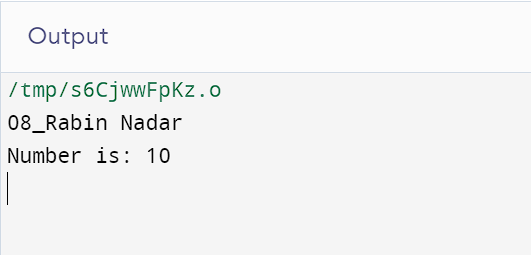 Output
/tmp/s6CjwwFpKz.o
08_Rabin Nadar
Number is: 10